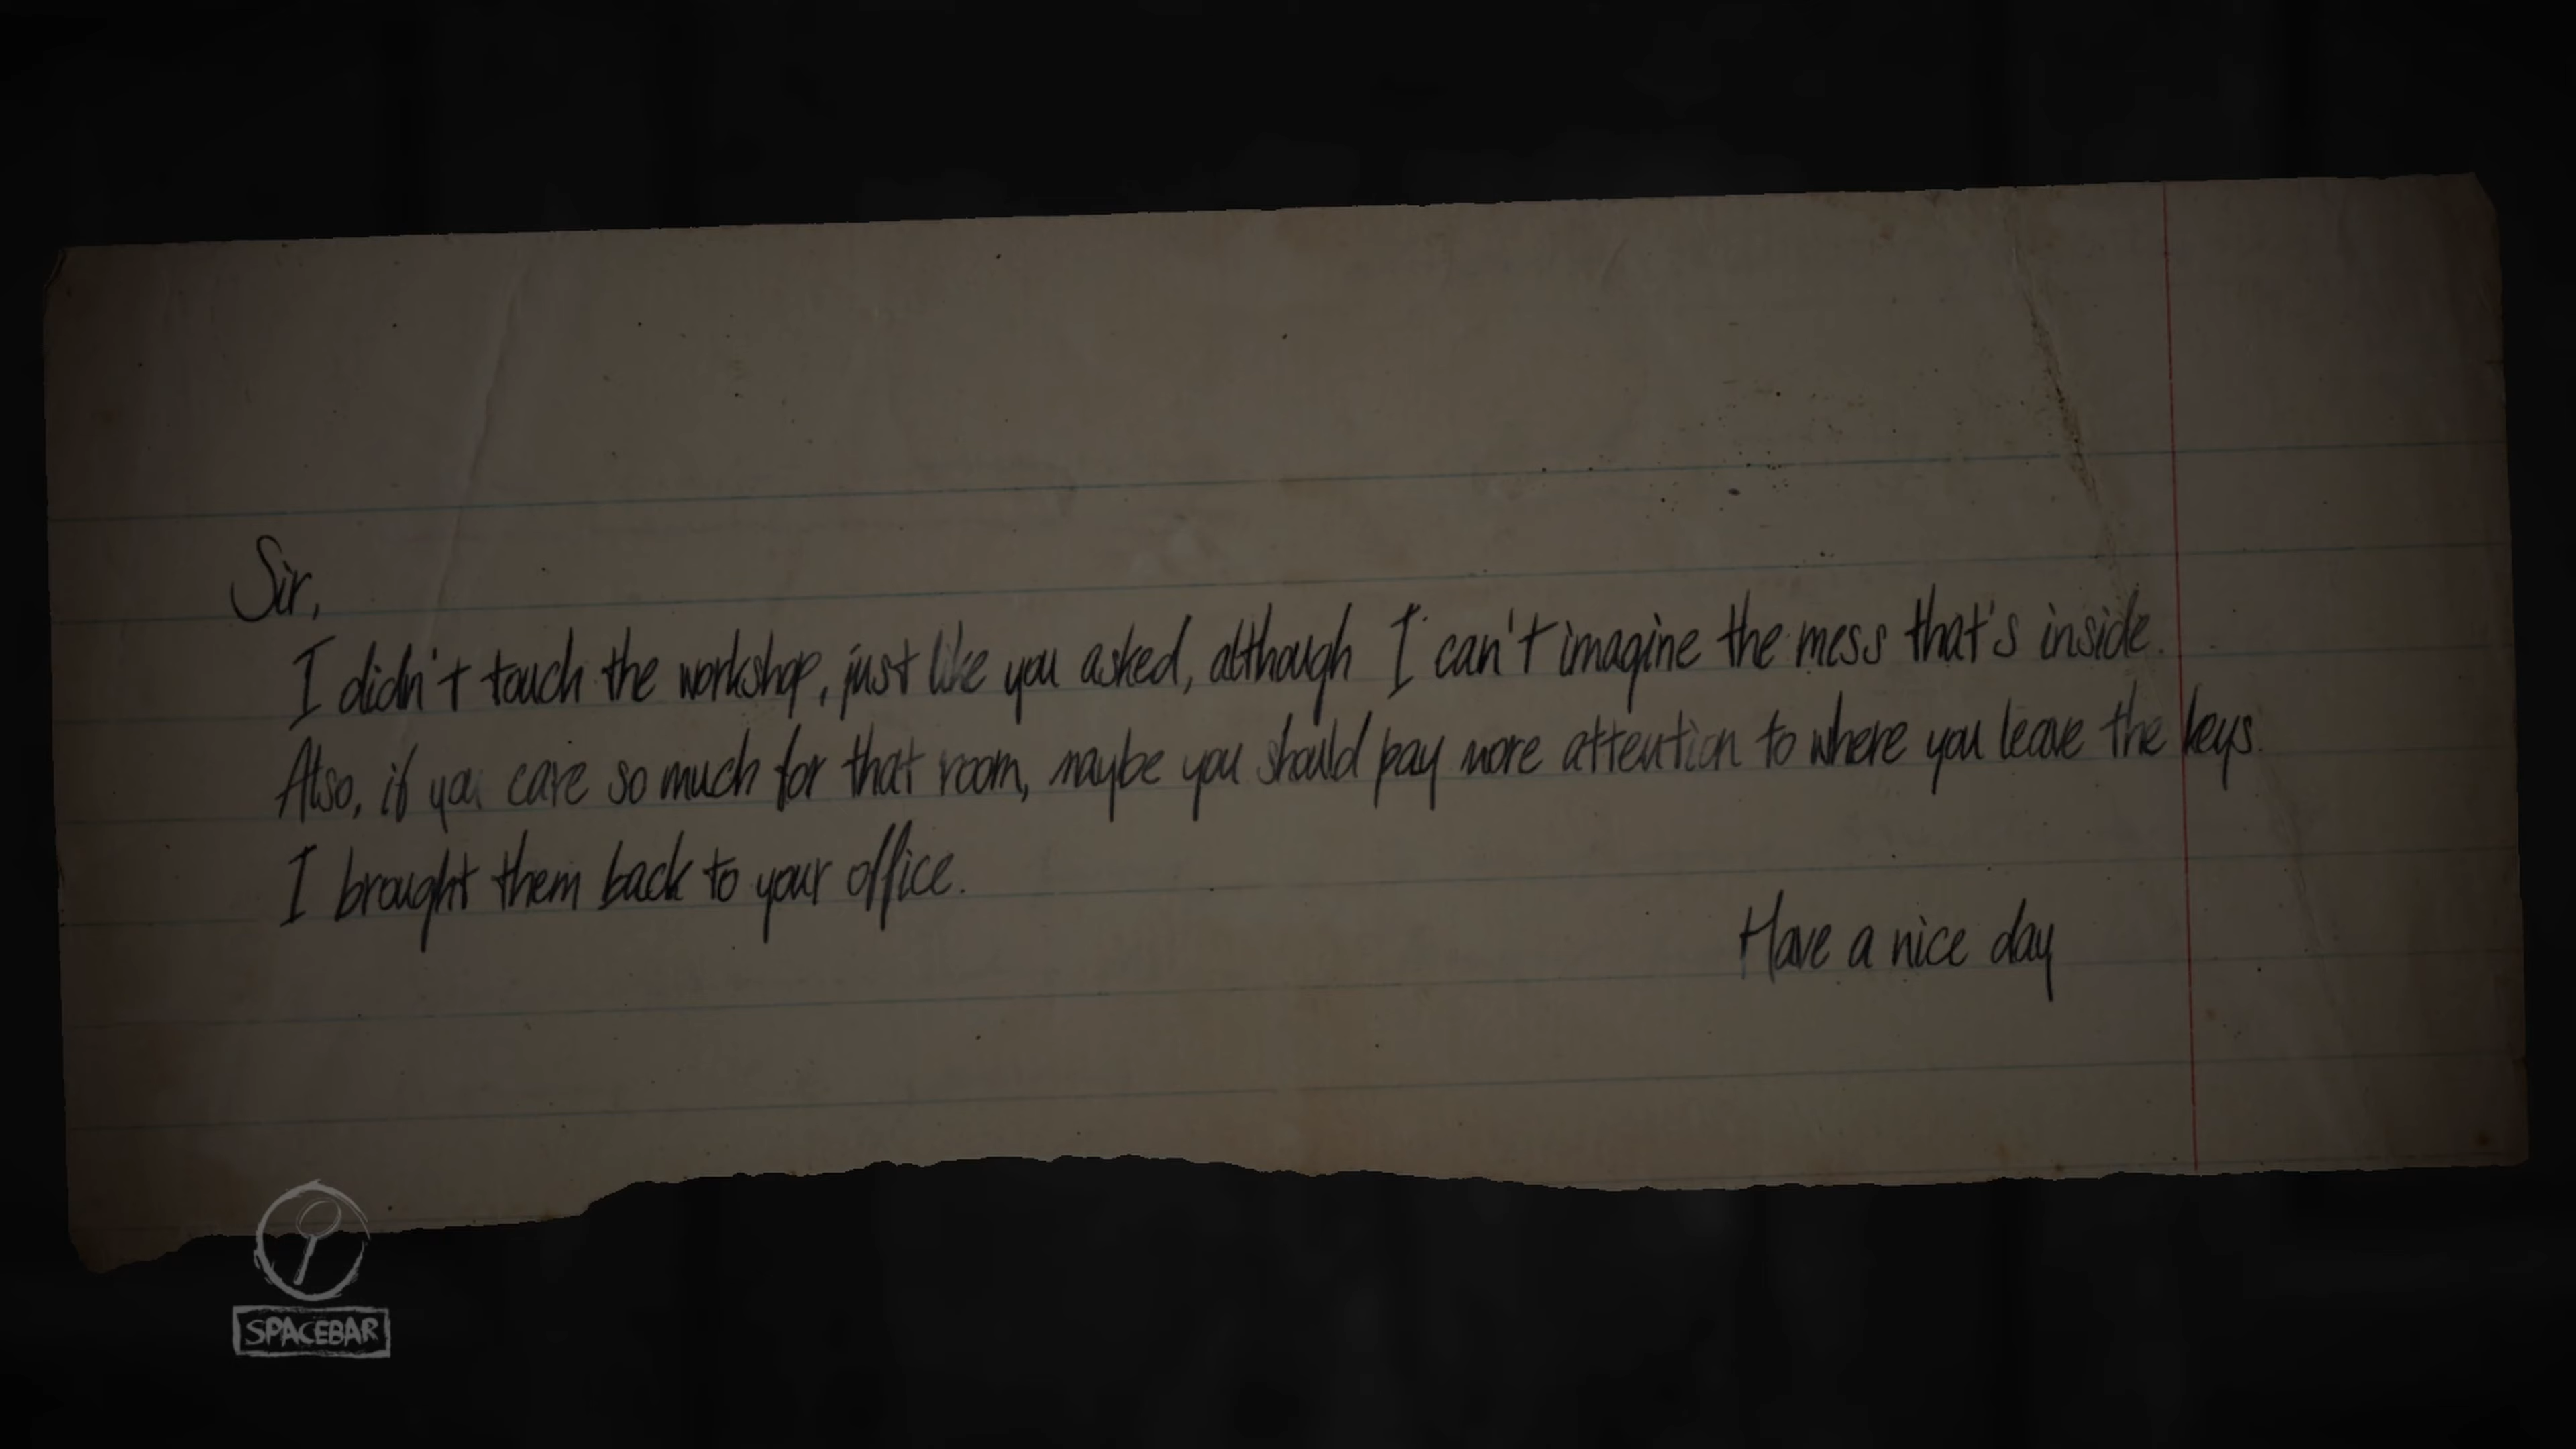 Sir,
I didn't touch the workshop, just like you asked, although I can't imagine the mess that's inside.
Also, if you care so much for that room, maybe you should pay more attention to where you leave the keys.
I brought them back to your office.
Have a nice day
SPACEBAR